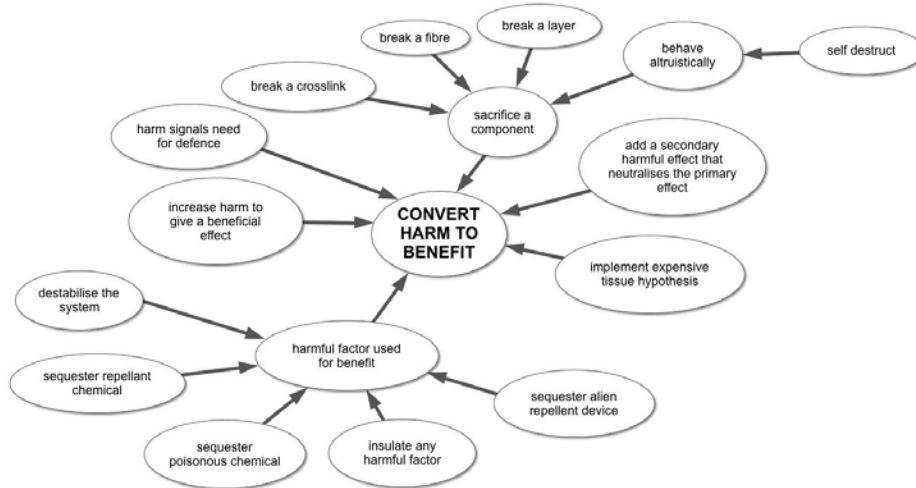 break a layer
break a fibre
behave
altruistically
self destruct
break a crosslink
sacrifice a
component
harm signals need
for defence
add a secondary
harmful effect that
neutralises the primary
effect
increase harm to
give a beneficial
effect
CONVERT
HARM TO
BENEFIT
implement expensive
tissue hypothesis
destabilise the
system
harmful factor used
for benefit
sequester repellant
chemical
sequester alien
repellent device
sequester
poisonous chemical
insulate any
harmful factor